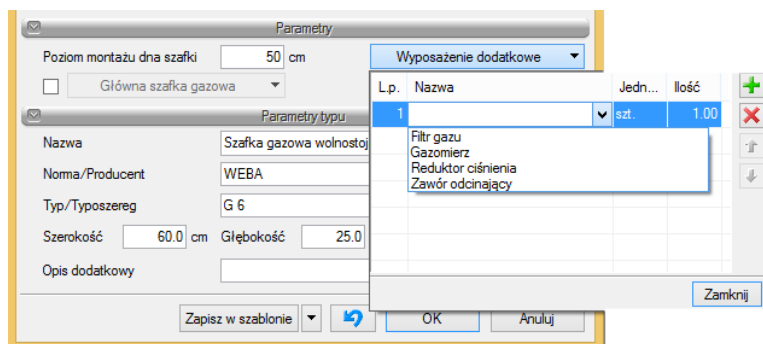 Parametry
Poziom montażu dna szafki 50 cm Wyposażenie dodatkowe
Główna szafka gazowa
L.p. Nazwa Jedn... Ilość
Parametry typu
1 szt. 1.00
Nazwa Szafka gazowa wolnostoj
Filtr gazu
Gazomierz
Reduktor ciśnienia
Zawór odcinający
Norma/Producent WEBA
Typ/Typoszereg G 6
Szerokość 60.0 cm Głębokość 25.0
Opis dodatkowy
Zamknij
Zapisz w szablonie OK Anuluj